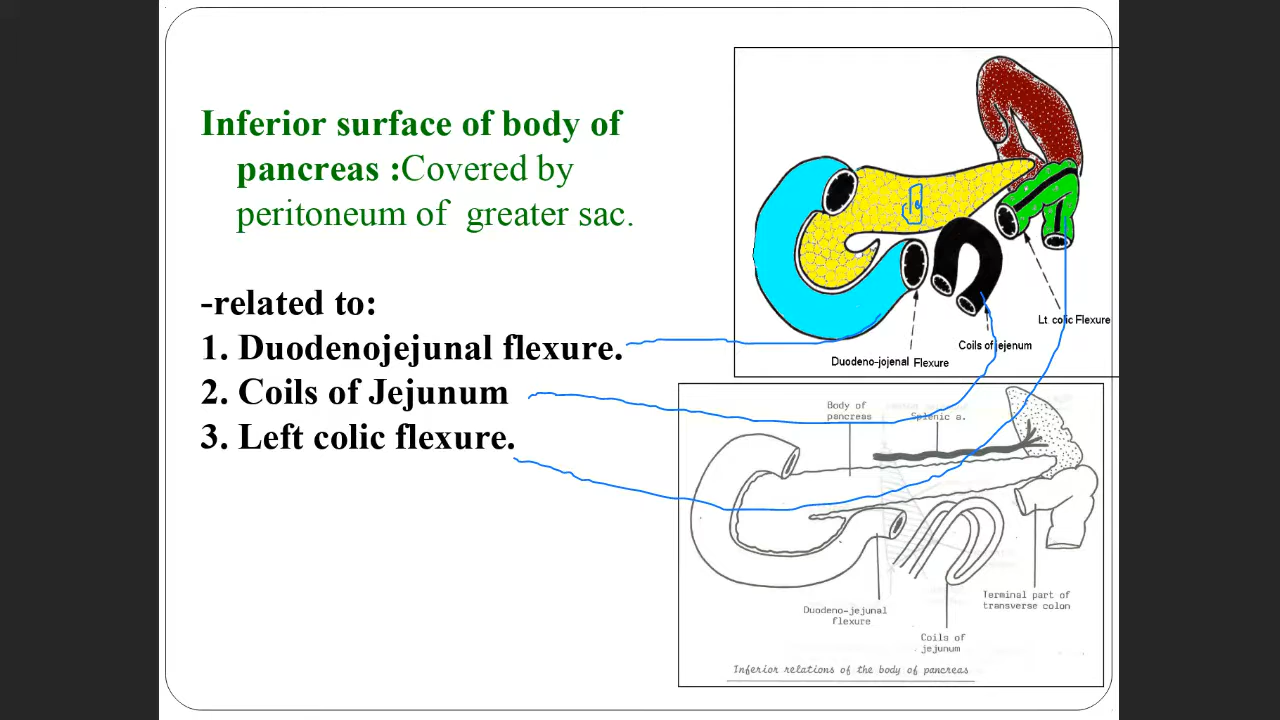 Inferior surface of body of
pancreas :Covered by
peritoneum of greater sac.
-related to:
1. Duodenojejunal flexure.
2. Coils of Jejunum
3. Left colic flexure.
Lt colic Flexure
Coils of jejenum
Duodeno-jojenal Flexure
Body of
pancreas
Splenic a.
Terminal part of
transverse colon
Duodeno-jejunal
flexure
Coils of
jejunum
Inferior relations of the body of pancreas